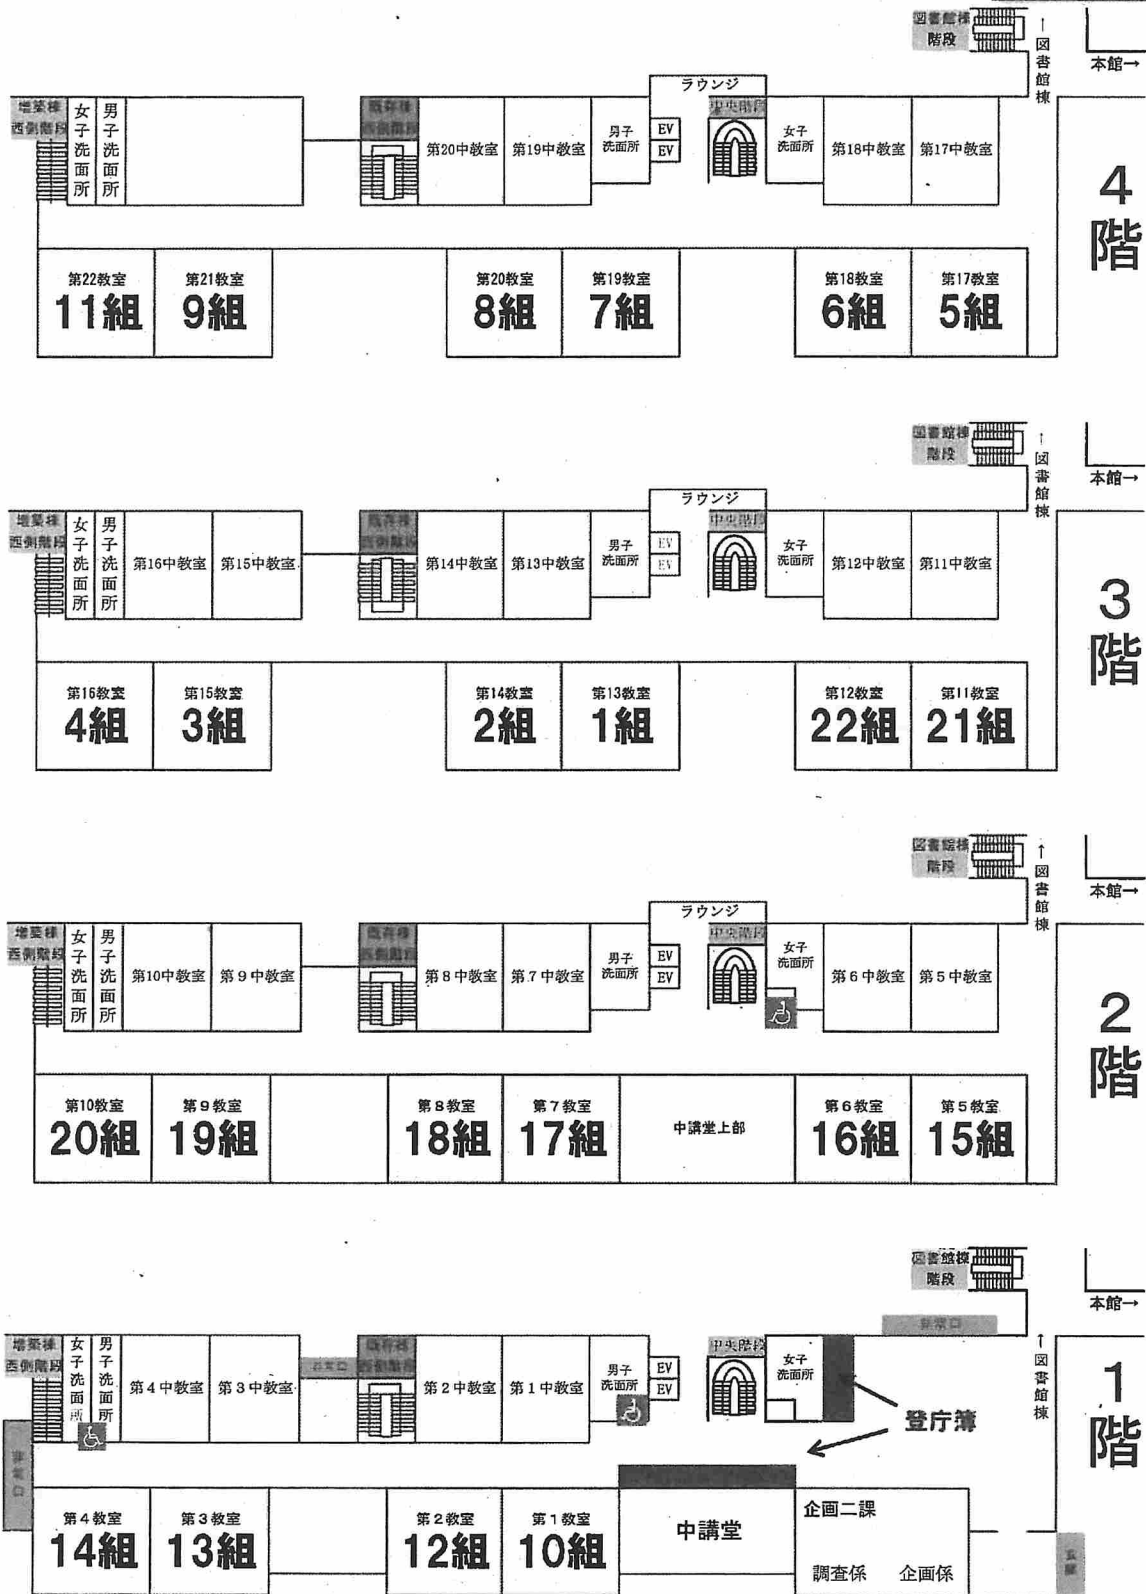 図書館棟
階段
↑図書館棟
本館→
ラウンジ
増築棟
西側階段
女子洗面所
男子洗面所
既存棟
西側階段
第20中教室
第19中教室
男子
洗面所
EV
EV
中央階段
女子
洗面所
第18中教室
第17中教室
4階
第22教室
11組
第21教室
9組
第20教室
8組
第19教室
7組
第18教室
6組
第17教室
5組
図書館棟
階段
↑図書館棟
本館→
ラウンジ
増築棟
西側階段
女子洗面所
男子洗面所
第16中教室
第15中教室
既存棟
西側階段
第14中教室
第13中教室
男子
洗面所
EV
EV
中央階段
女子
洗面所
第12中教室
第11中教室
3階
第16教室
4組
第15教室
3組
第14教室
2組
第13教室
1組
第12教室
22組
第11教室
21組
図書館棟
階段
↑図書館棟
本館→
ラウンジ
増築棟
西側階段
女子洗面所
男子洗面所
第10中教室
第9中教室
既存棟
西側階段
第8中教室
第7中教室
男子
洗面所
EV
EV
中央階段
女子
洗面所
第6中教室
第5中教室
2階
第10教室
20組
第9教室
19組
第8教室
18組
第7教室
17組
中講堂上部
第6教室
16組
第5教室
15組
図書館棟
階段
↑図書館棟
本館→
非常口
増築棟
西側階段
女子洗面所
男子洗面所
第4中教室
第3中教室
非常口
既存棟
西側階段
第2中教室
第1中教室
男子
洗面所
EV
EV
中央階段
女子
洗面所
登庁簿
1階
非常口
第4教室
14組
第3教室
13組
第2教室
12組
第1教室
10組
中講堂
企画二課
調査係
企画係
玄関